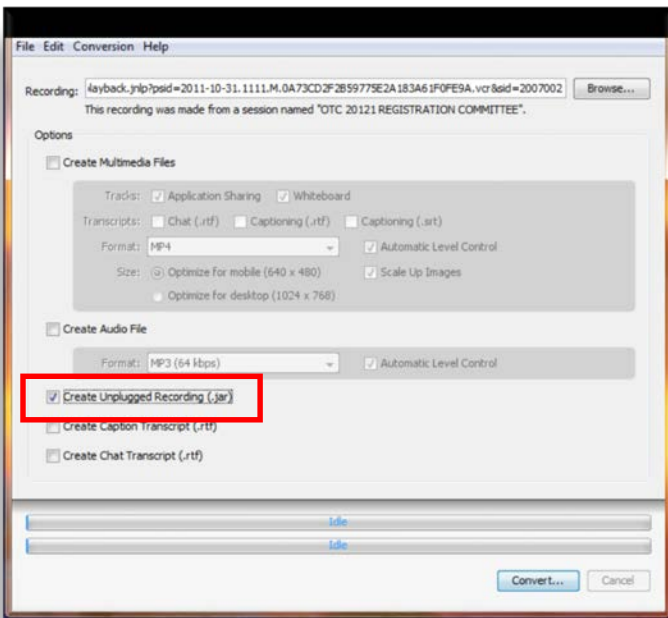 File Edit Conversion Help
Recording: layback.jnlp?psid=2011-10-31.1111.M.0A73CD2F2B59775E2A183A61F0FE9A.vcr&sid=2007002 Browse...
This recording was made from a session named "OTC 20121 REGISTRATION COMMITTEE".
Options
Create Multimedia Files
Tracks: Application Sharing Whiteboard
Transcripts: Chat (.rtf) Captioning (.rtf) Captioning (.srt)
Format: MP4 Automatic Level Control
Size: Optimize for mobile (640 x 480) Scale Up Images
Optimize for desktop (1024 x 768)
Create Audio File
Format: MP3 (64 kbps) Automatic Level Control
Create Unplugged Recording (.jar)
Create Caption Transcript (.rtf)
Create Chat Transcript (.rtf)
Idle
Idle
Convert... Cancel